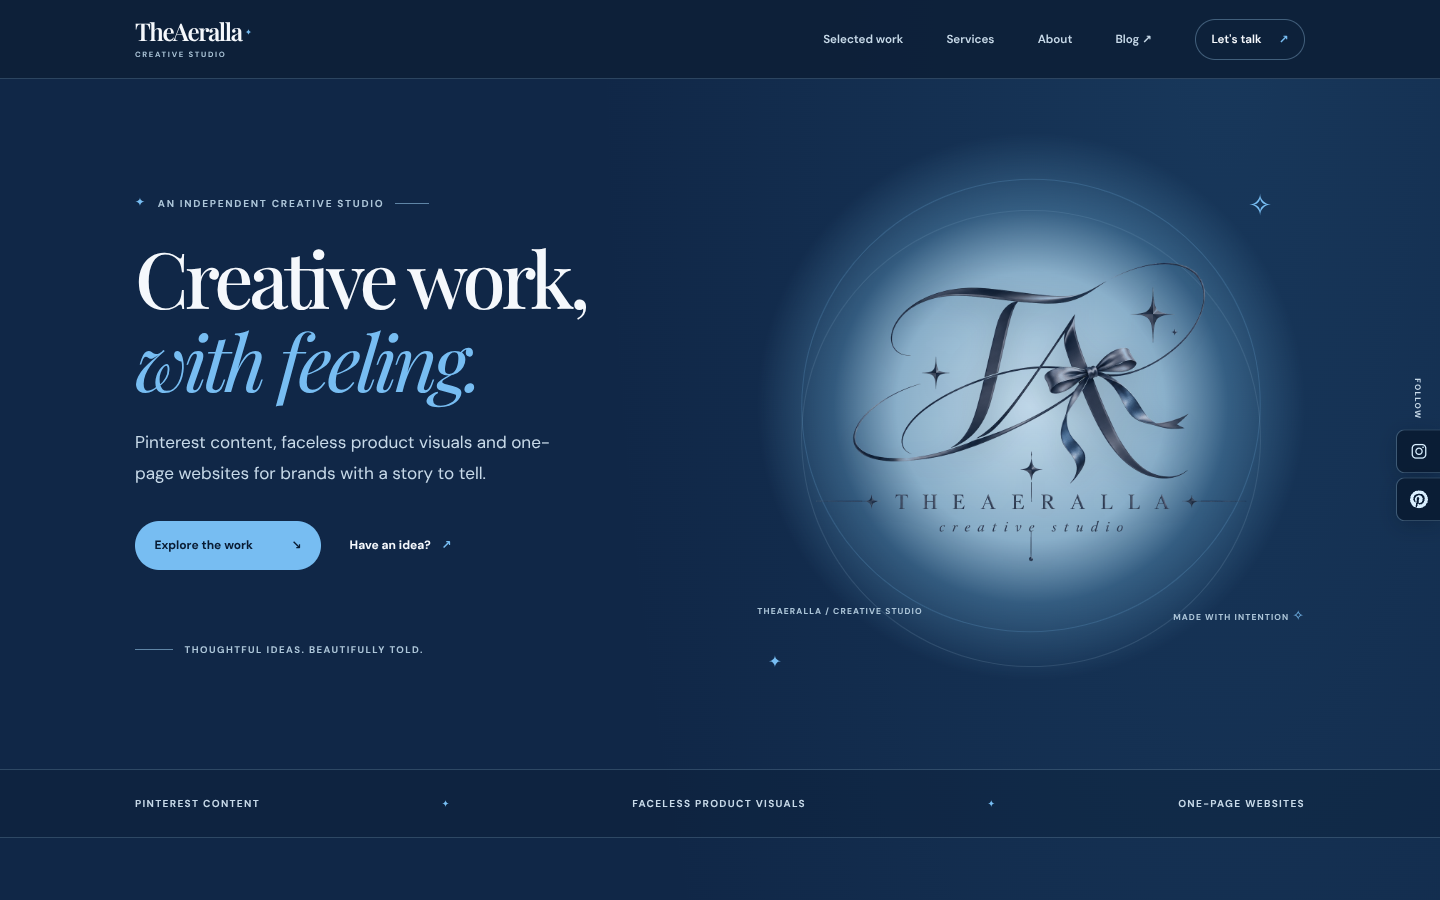 TheAeralla
CREATIVE STUDIO
Selected work
Services
About
Blog ↗
Let's talk ↗
AN INDEPENDENT CREATIVE STUDIO
Creative work,
with feeling.
Pinterest content, faceless product visuals and one-
page websites for brands with a story to tell.
Explore the work ↘
Have an idea? ↗
THOUGHTFUL IDEAS. BEAUTIFULLY TOLD.
TA
THEAERALLA
creative studio
THEAERALLA / CREATIVE STUDIO
MADE WITH INTENTION
FOLLOW
PINTEREST CONTENT
FACELESS PRODUCT VISUALS
ONE-PAGE WEBSITES